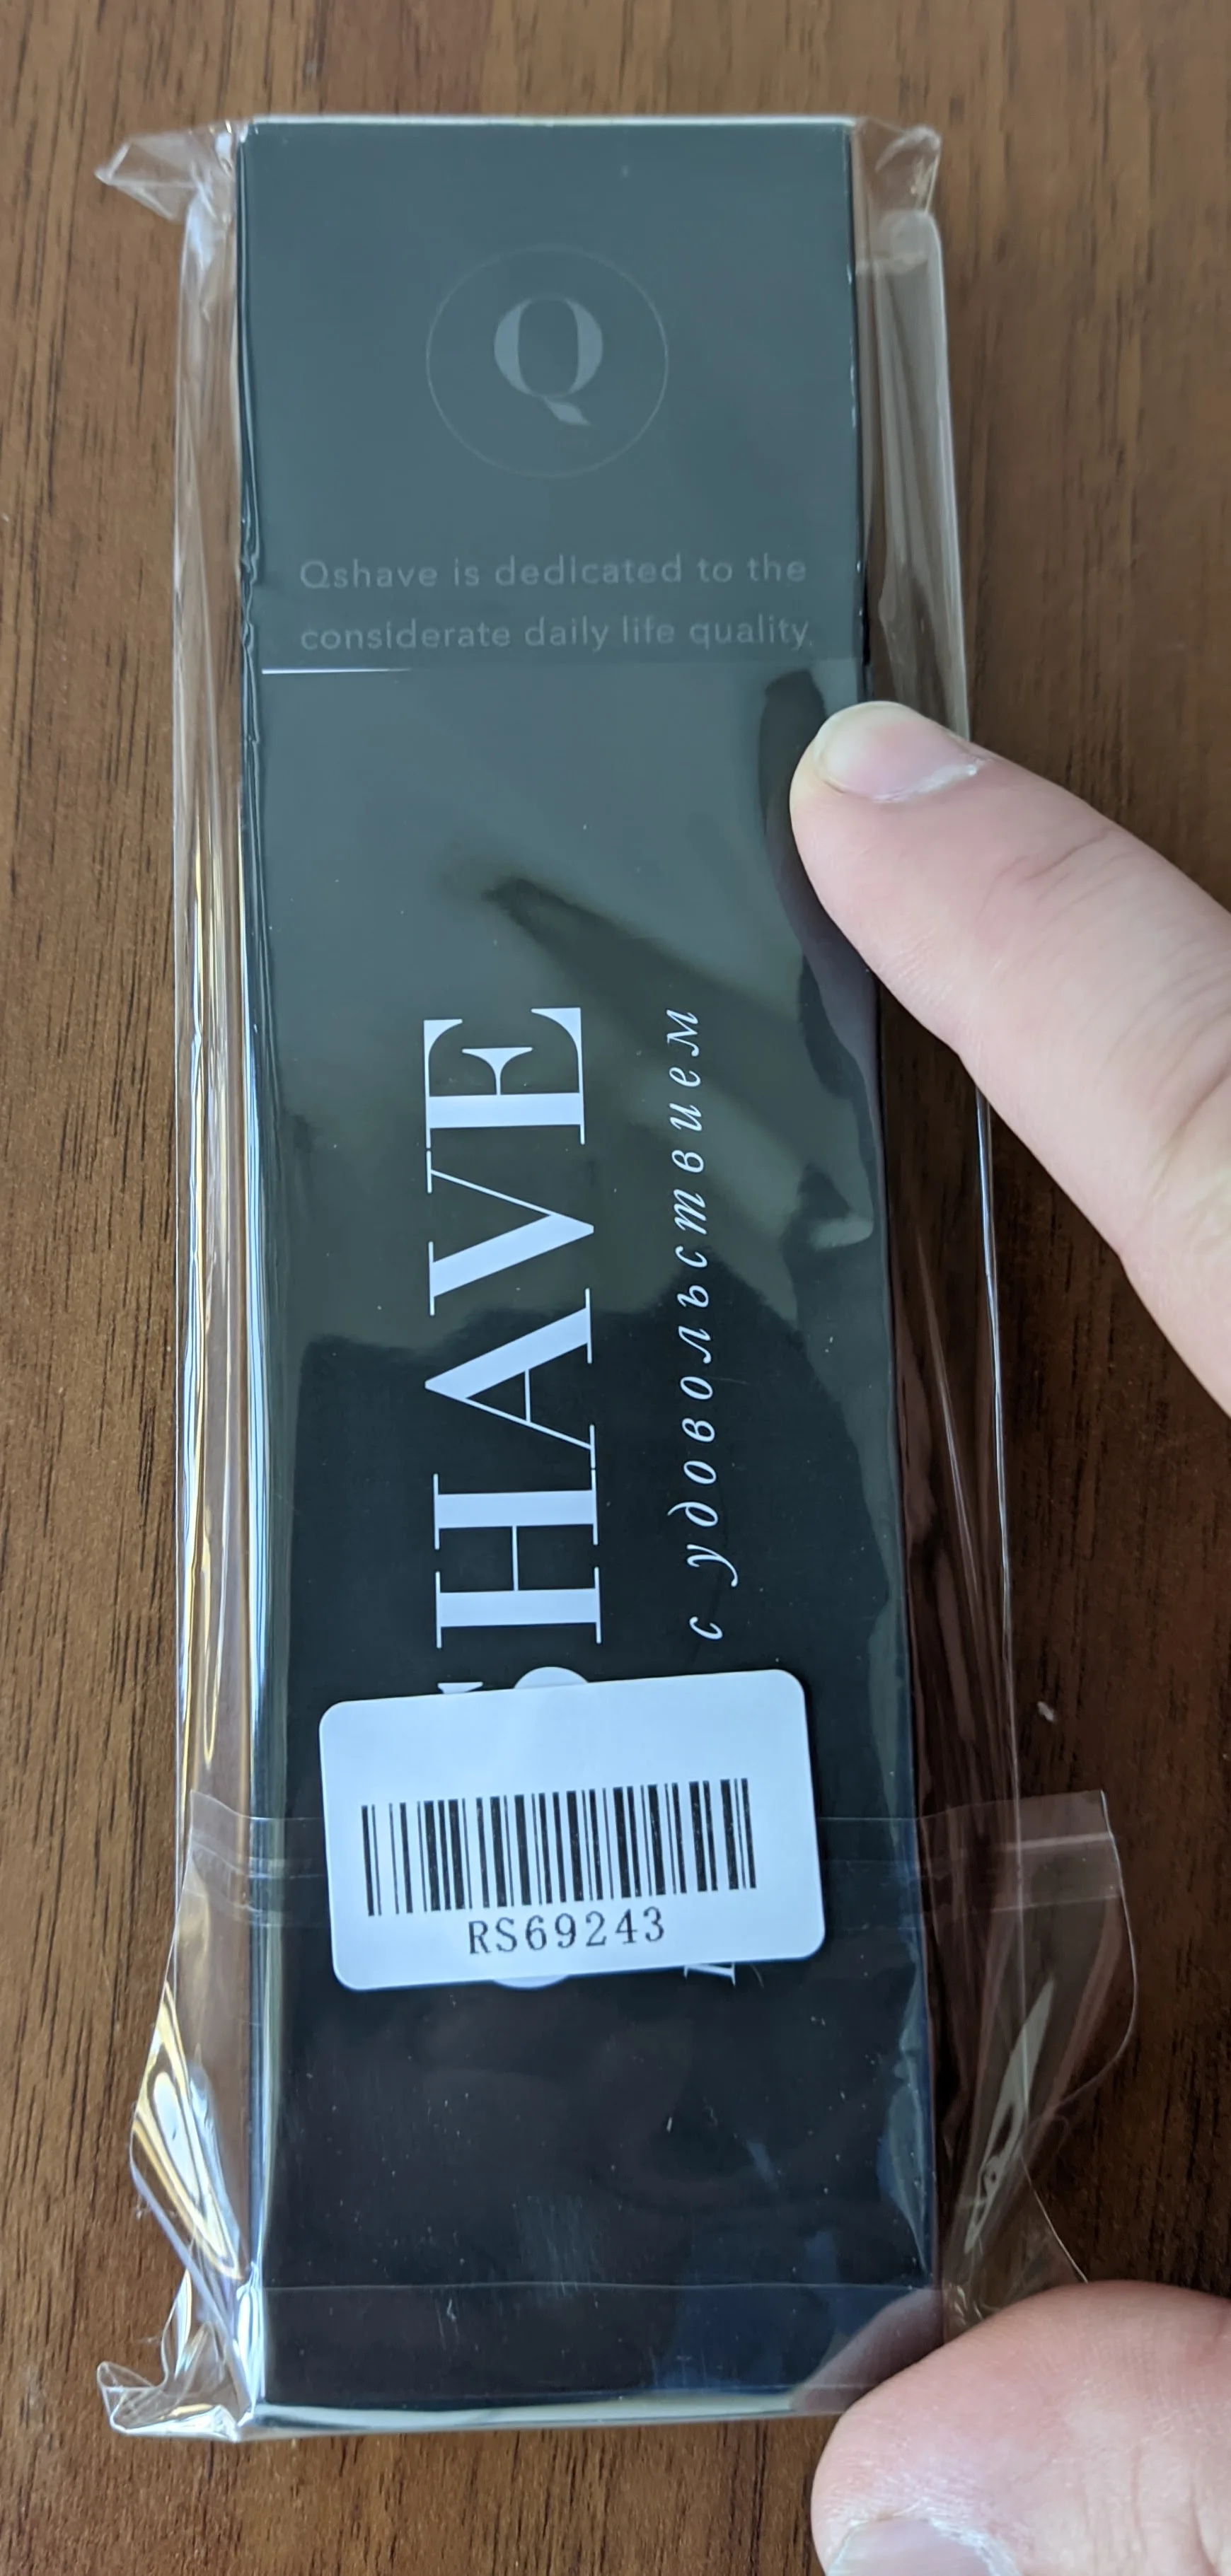 Q
Qshave is dedicated to the
considerate daily life quality.
HAVE
с удовольствием
RS69243